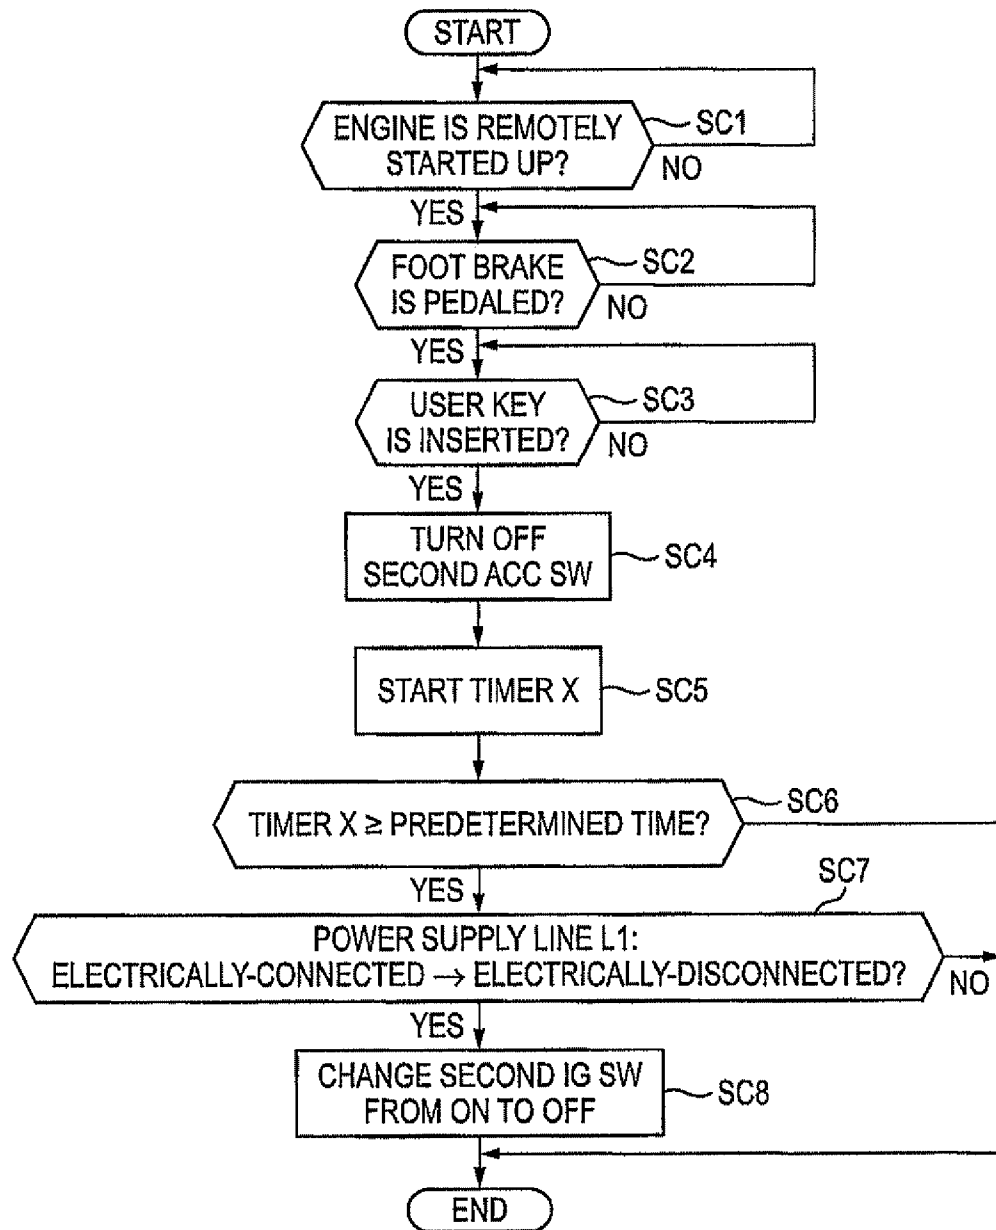 START
ENGINE IS REMOTELY
STARTED UP?
SC1
NO
YES
FOOT BRAKE
IS PEDALED?
SC2
NO
YES
USER KEY
IS INSERTED?
SC3
NO
YES
TURN OFF
SECOND ACC SW
SC4
START TIMER X
SC5
TIMER X ≥ PREDETERMINED TIME?
SC6
YES
SC7
POWER SUPPLY LINE L1:
ELECTRICALLY-CONNECTED → ELECTRICALLY-DISCONNECTED?
NO
YES
CHANGE SECOND IG SW
FROM ON TO OFF
SC8
END